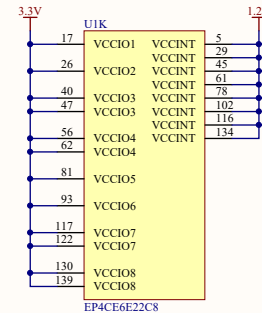 3.3V 1.2
U1K
17 VCCIO1 VCCINT 5
VCCINT 29
26 VCCIO2 VCCINT 45
VCCINT 61
40 VCCIO3 VCCINT 78
47 VCCIO3 VCCINT 102
VCCINT 116
56 VCCIO4 VCCINT 134
62 VCCIO4
81 VCCIO5
93 VCCIO6
117 VCCIO7
122 VCCIO7
130 VCCIO8
139 VCCIO8
EP4CE6E22C8